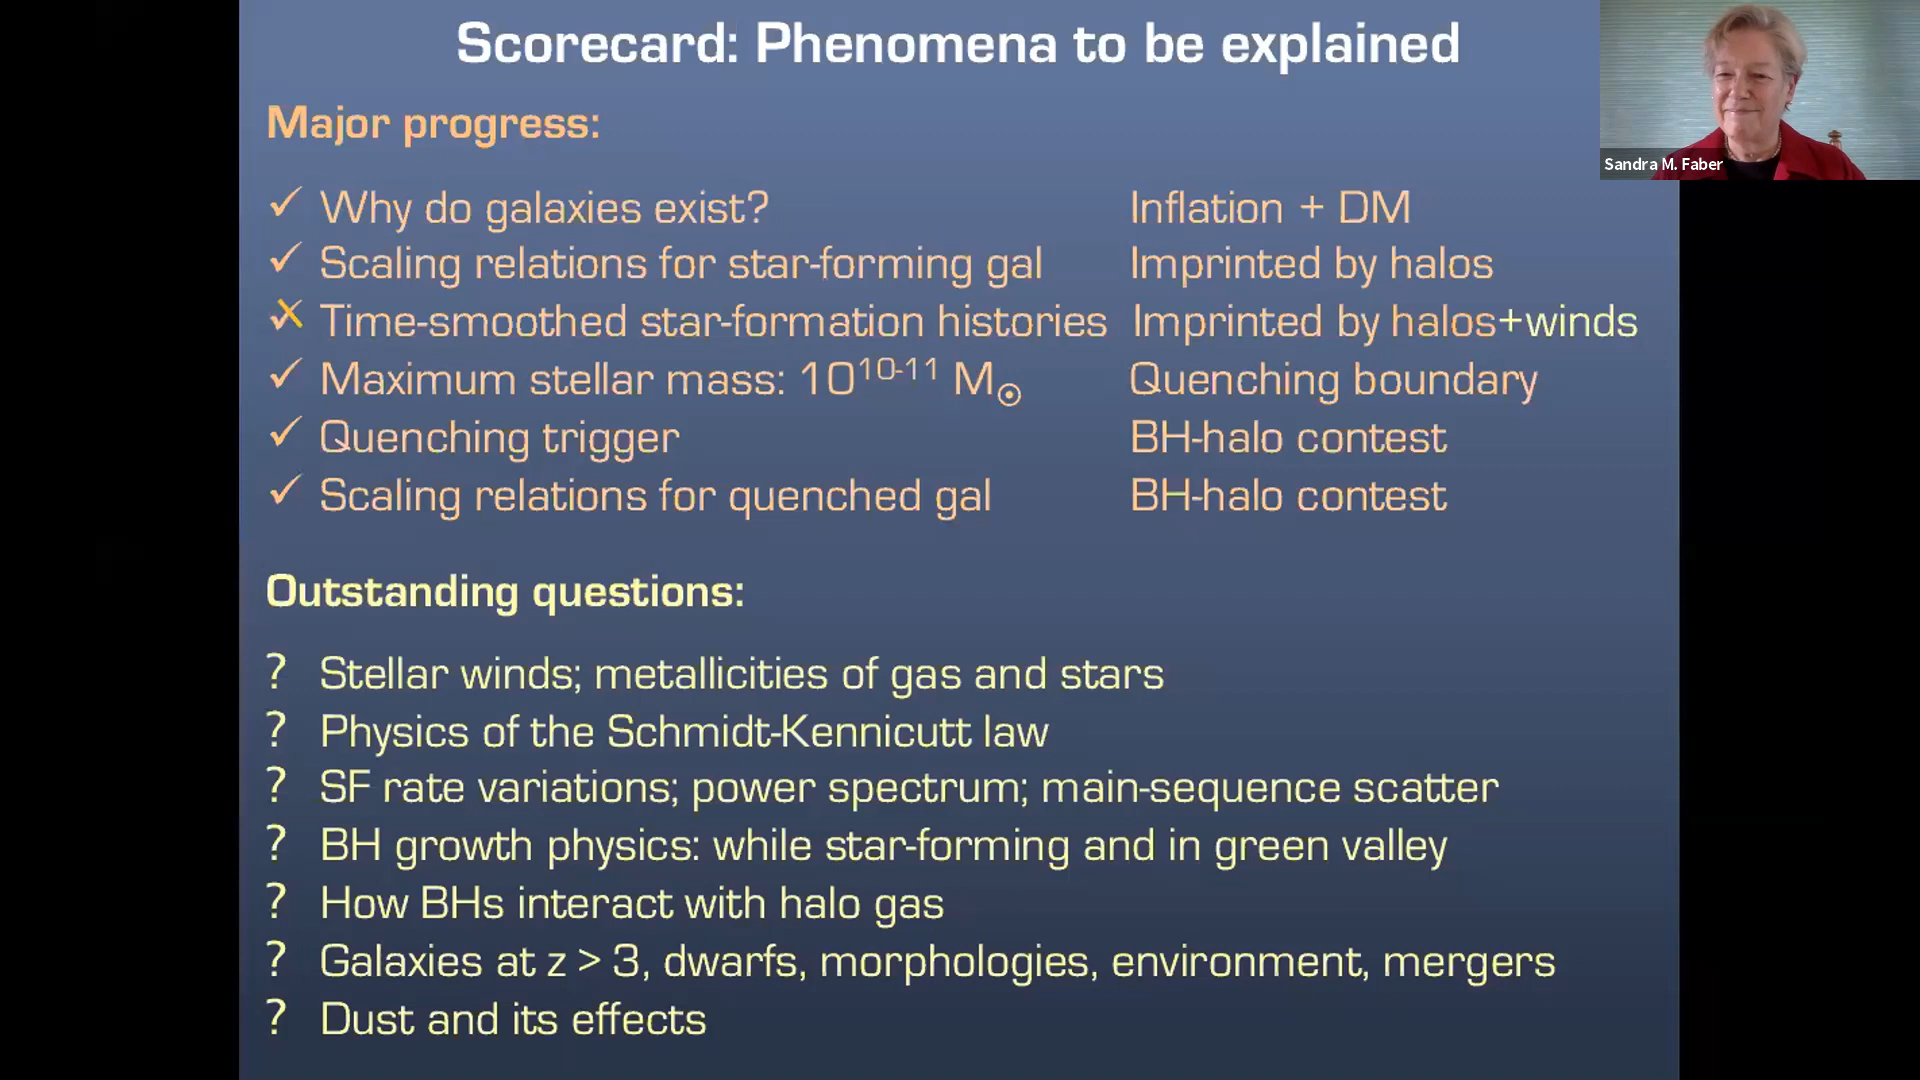 Scorecard: Phenomena to be explained
Sandra M. Faber
Major progress:
✓ Why do galaxies exist? Inflation + DM
✓ Scaling relations for star-forming gal Imprinted by halos
✓ Time-smoothed star-formation histories Imprinted by halos+winds
✓ Maximum stellar mass: 10¹⁰⁻¹¹ M☉ Quenching boundary
✓ Quenching trigger BH-halo contest
✓ Scaling relations for quenched gal BH-halo contest
Outstanding questions:
? Stellar winds; metallicities of gas and stars
? Physics of the Schmidt-Kennicutt law
? SF rate variations; power spectrum; main-sequence scatter
? BH growth physics: while star-forming and in green valley
? How BHs interact with halo gas
? Galaxies at z > 3, dwarfs, morphologies, environment, mergers
? Dust and its effects